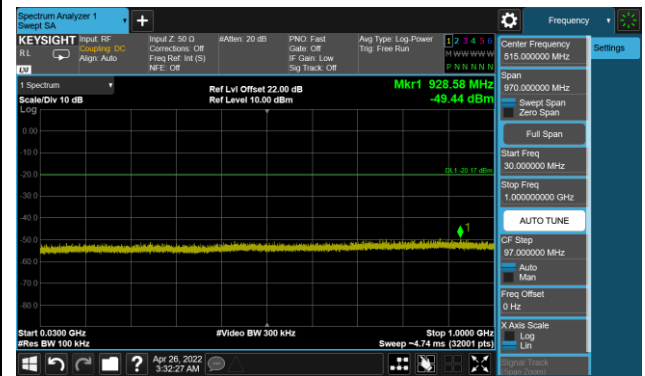 Spectrum Analyzer 1
Swept SA
Frequency
KEYSIGHT
Input: RF
Input Z: 50 Ω
#Atten: 20 dB
PNO: Fast
Avg Type: Log-Power
1 2 3 4 5 6
RL
Coupling: DC
Corrections: Off
Gate: Off
Trig: Free Run
M W W W W W
Align: Auto
Freq Ref: Int (S)
IF Gain: Low
NFE: Off
Sig Track: Off
P N N N N N
Center Frequency
515.000000 MHz
Settings
1 Spectrum
Ref Lvl Offset 22.00 dB
Mkr1 928.58 MHz
Scale/Div 10 dB
Ref Level 10.00 dBm
-49.44 dBm
Log
0.00
-10.0
-20.0
DL1 -20.17 dBm
-30.0
-40.0
1
-50.0
-60.0
-70.0
-80.0
Start 0.0300 GHz
#Video BW 300 kHz
Stop 1.0000 GHz
#Res BW 100 kHz
Sweep ~4.74 ms (32001 pts)
Span
970.000000 MHz
Swept Span
Zero Span
Full Span
Start Freq
30.000000 MHz
Stop Freq
1.000000000 GHz
AUTO TUNE
CF Step
97.000000 MHz
Auto
Man
Freq Offset
0 Hz
X Axis Scale
Log
Lin
Signal Track
(Span Zoom)
?
Apr 26, 2022
3:32:27 AM